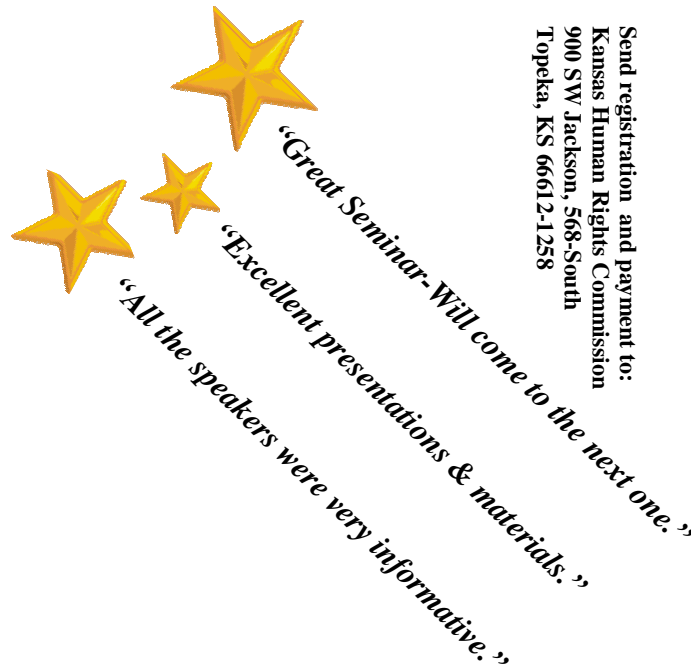 Send registration and payment to:
Kansas Human Rights Commission
900 SW Jackson, 568-South
Topeka, KS 66612-1258
“Great Seminar-Will come to the next one.”
“Excellent presentations & materials.”
“All the speakers were very informative.”